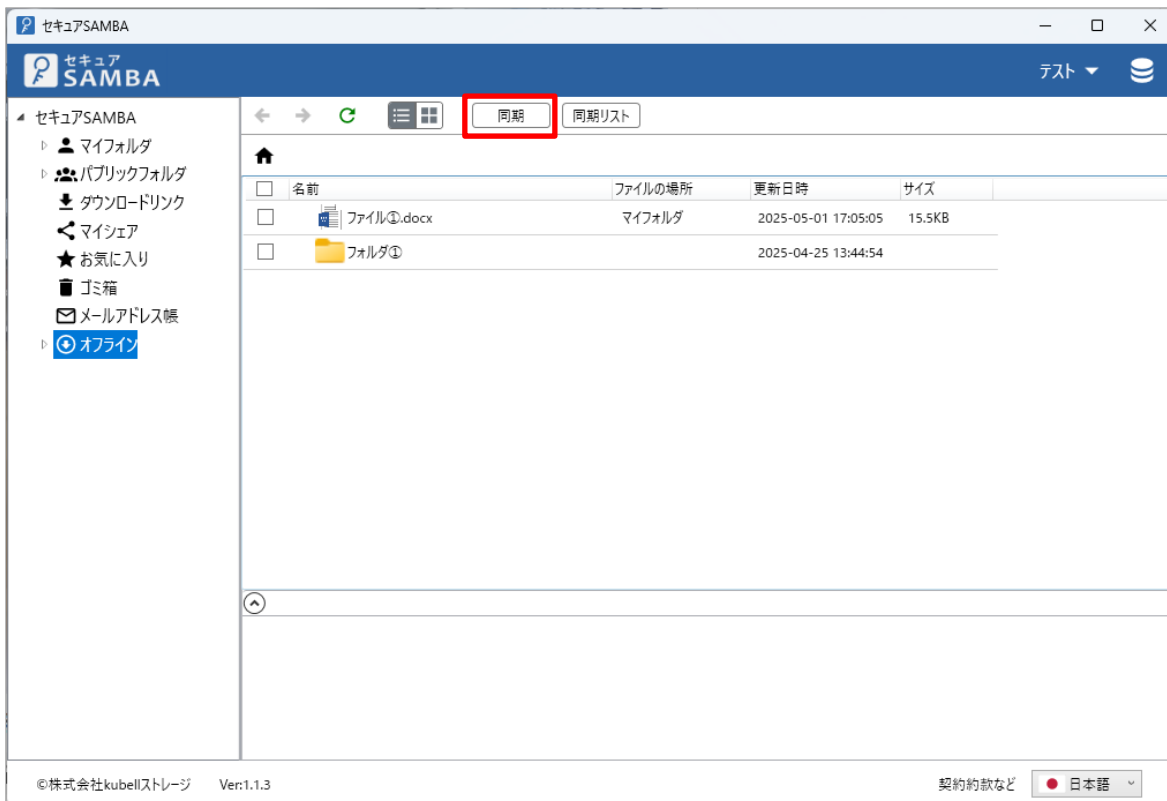 セキュアSAMBA
セキュア
SAMBA
テスト
セキュアSAMBA
マイフォルダ
パブリックフォルダ
ダウンロードリンク
マイシェア
お気に入り
ゴミ箱
メールアドレス帳
オフライン
同期 同期リスト
名前 ファイルの場所 更新日時 サイズ
ファイル①.docx マイフォルダ 2025-05-01 17:05:05 15.5KB
フォルダ① 2025-04-25 13:44:54
©株式会社kubellストレージ Ver:1.1.3 契約約款など 日本語